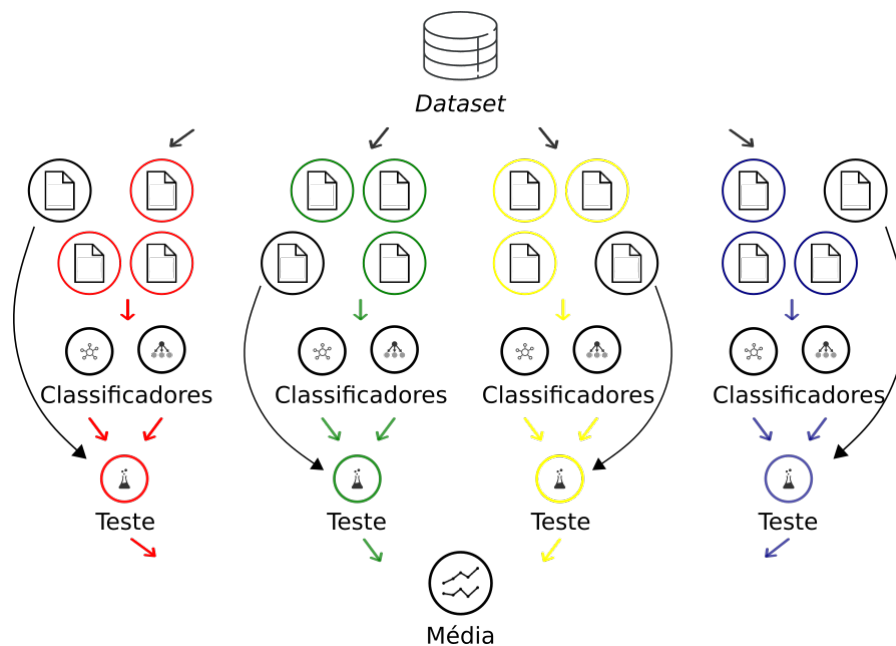 Dataset
Classificadores
Classificadores
Classificadores
Classificadores
Teste
Teste
Teste
Teste
Média